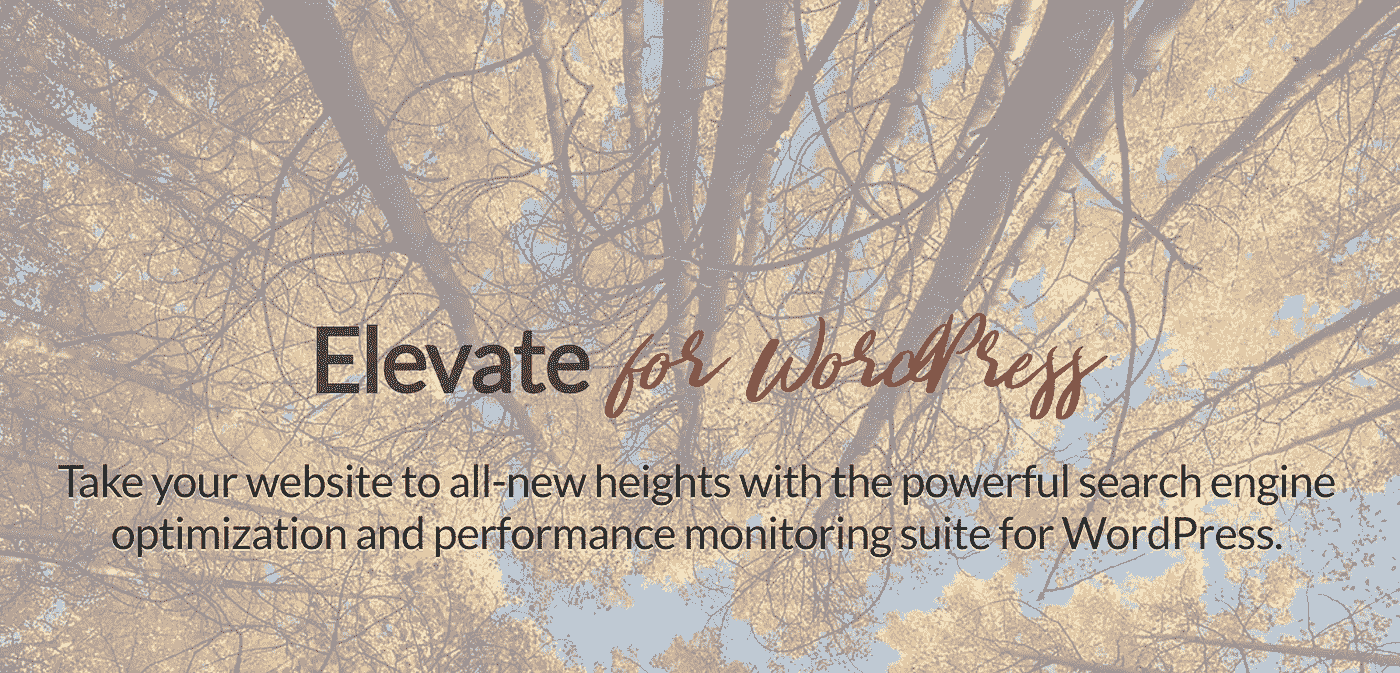 Elevate for WordPress
Take your website to all-new heights with the powerful search engine
optimization and performance monitoring suite for WordPress.